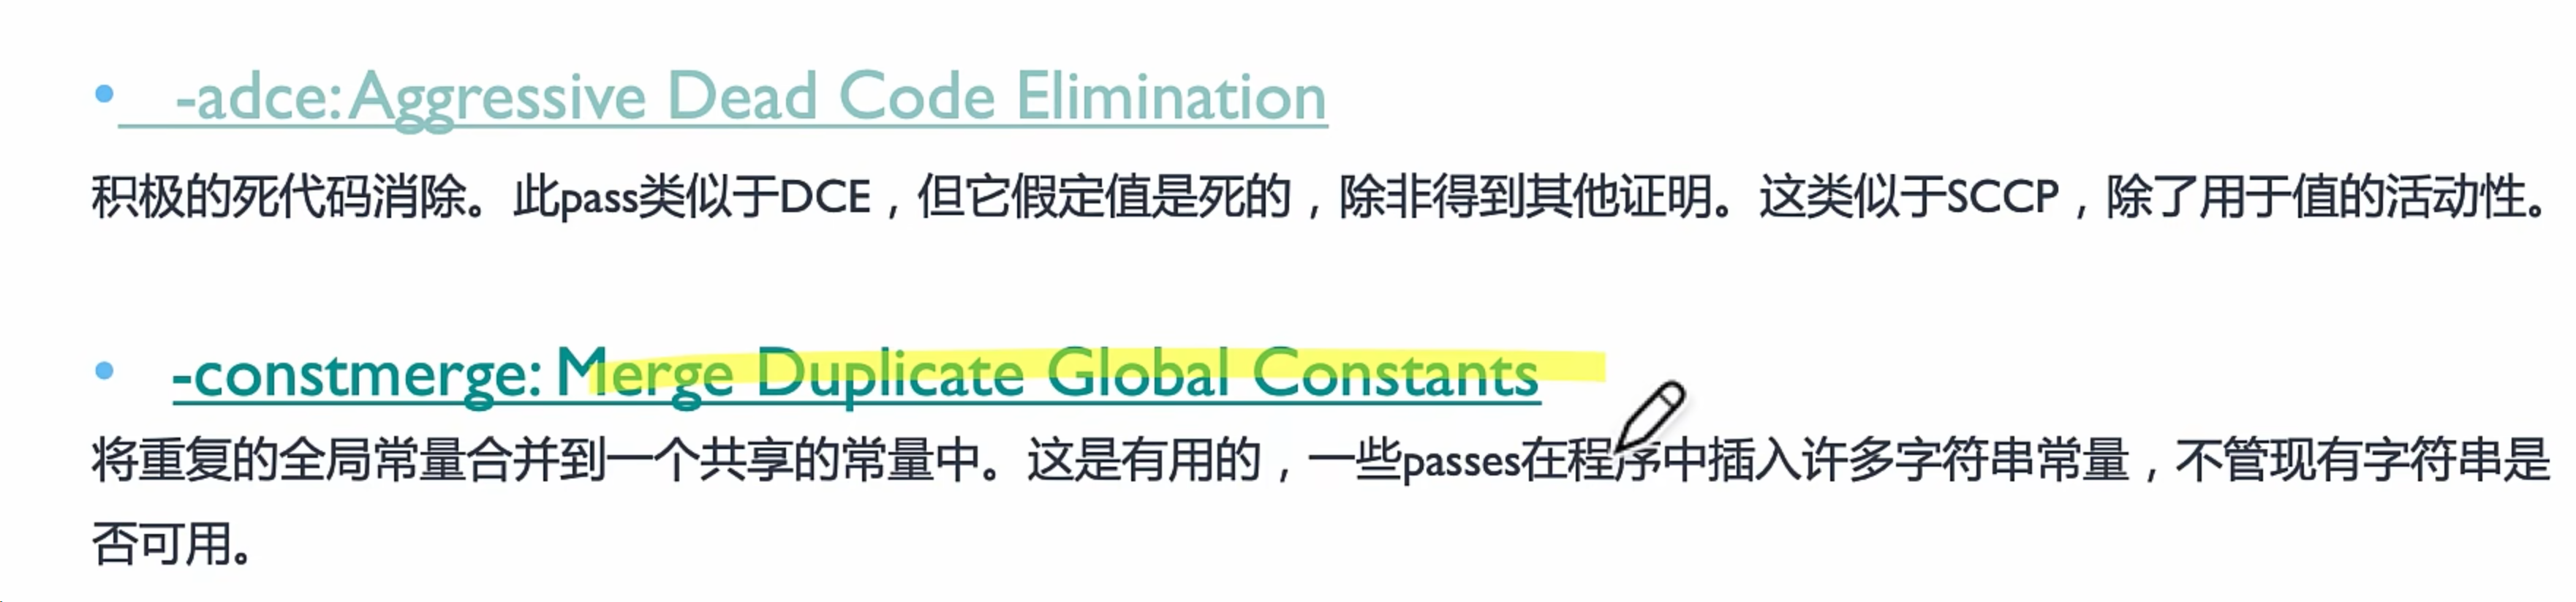 • -adce: Aggressive Dead Code Elimination
积极的死代码消除。此pass类似于DCE，但它假定值是死的，除非得到其他证明。这类似于SCCP，除了用于值的活动性。
• -constmerge: Merge Duplicate Global Constants
将重复的全局常量合并到一个共享的常量中。这是有用的，一些passes在程序中插入许多字符串常量，不管现有字符串是
否可用。